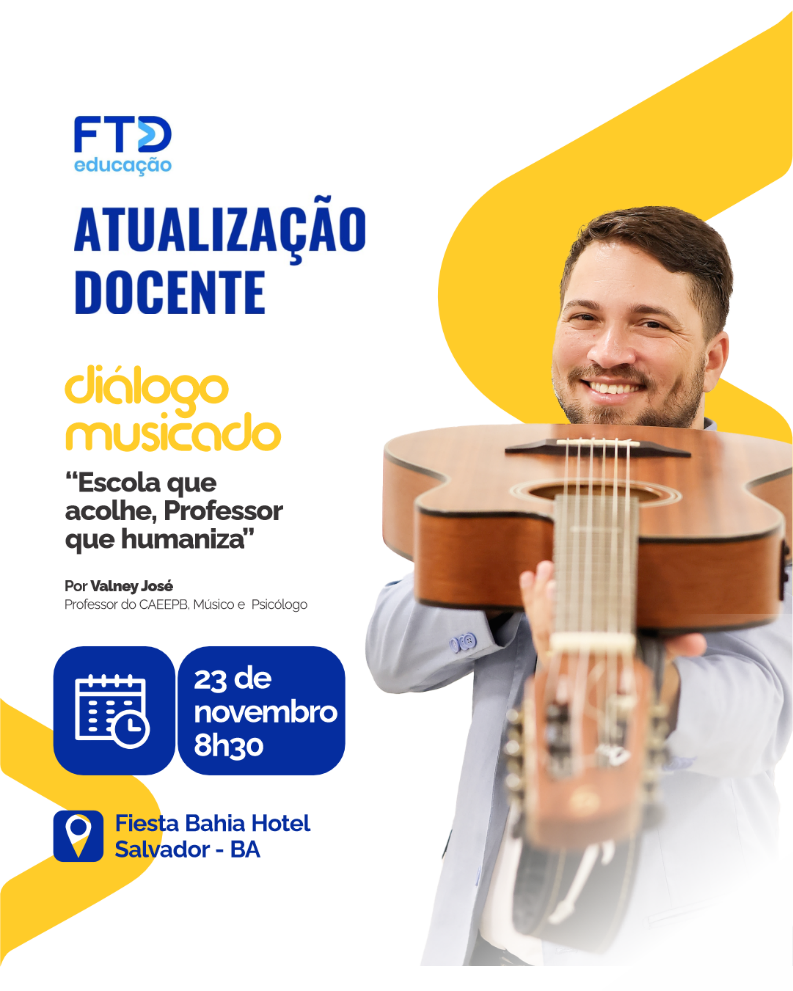 FTD
educação
ATUALIZAÇÃO
DOCENTE
diálogo
musicado
“Escola que
acolhe, Professor
que humaniza”
Por Valney José
Professor do CAEEPB. Músico e Psicólogo
23 de
novembro
8h30
Fiesta Bahia Hotel
Salvador - BA